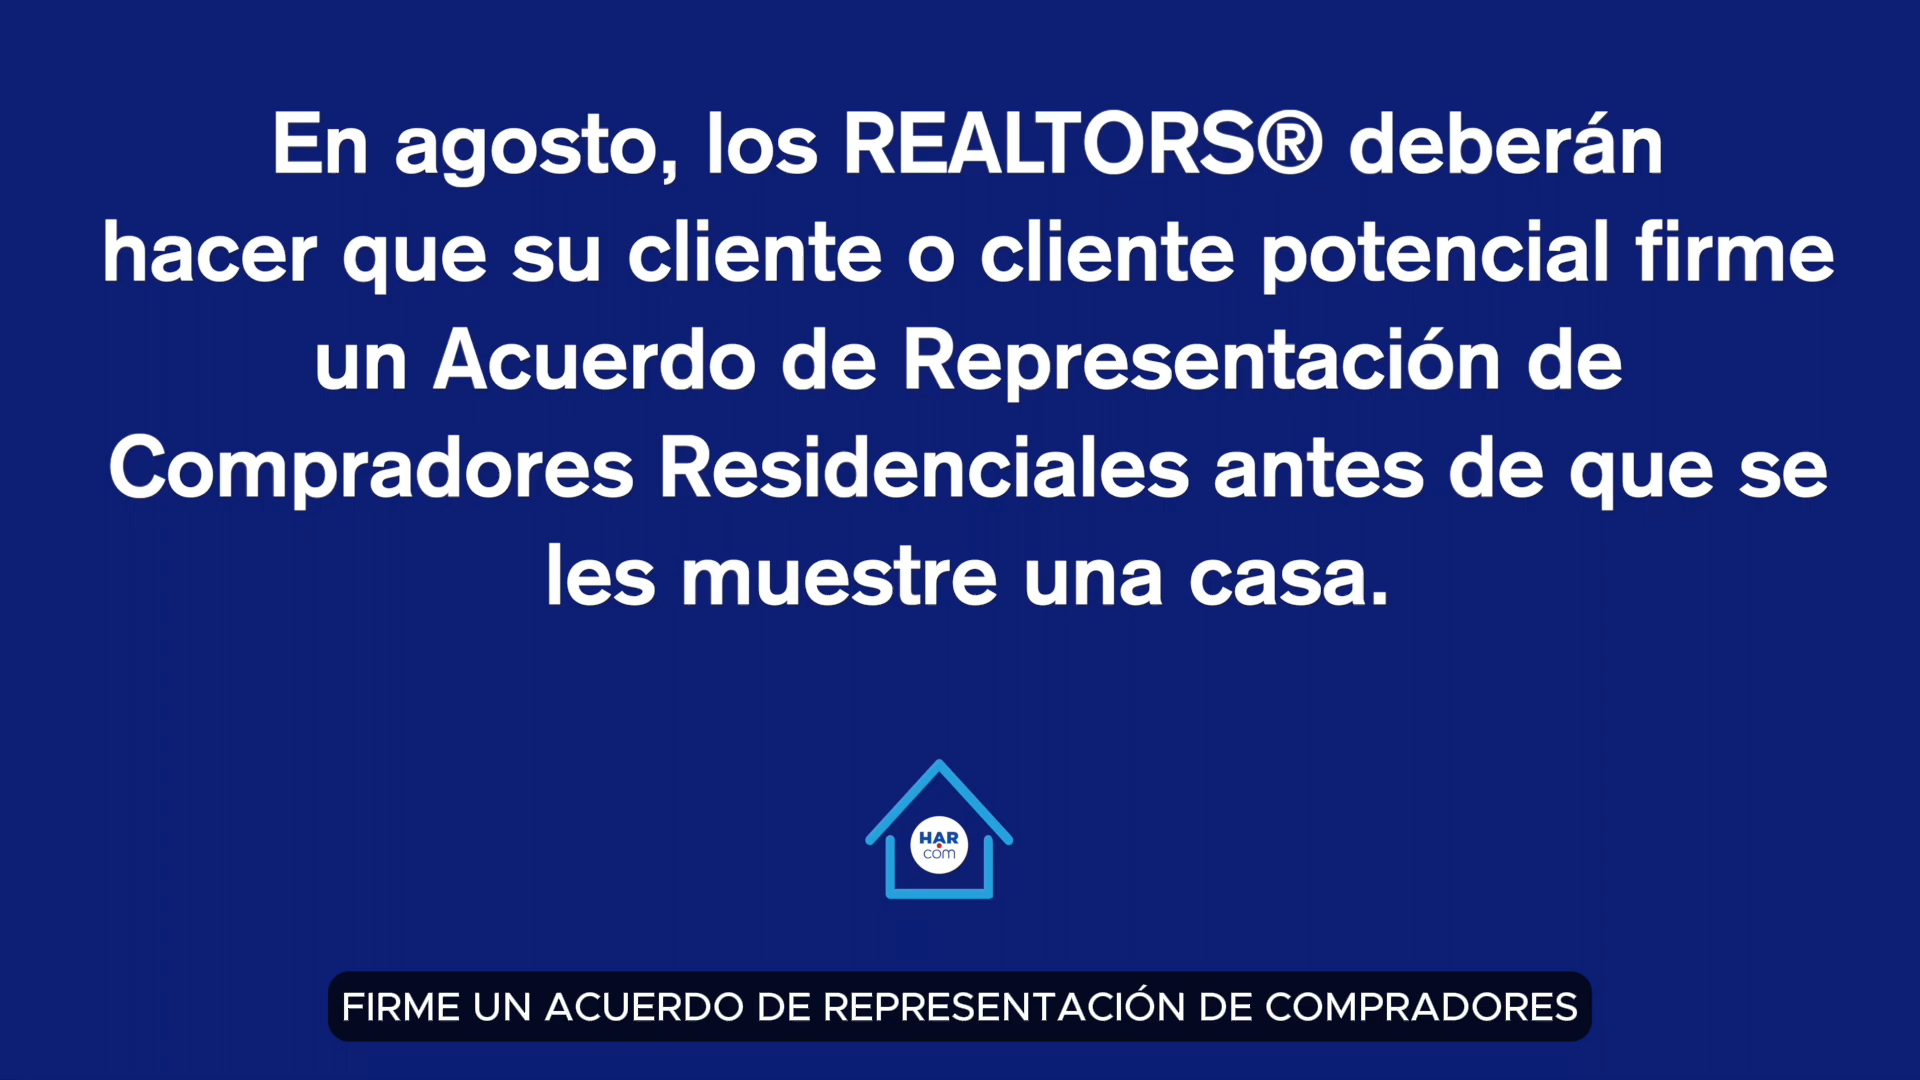 En agosto, los REALTORS® deberán
hacer que su cliente o cliente potencial firme
un Acuerdo de Representación de
Compradores Residenciales antes de que se
les muestre una casa.
HAR
com
FIRME UN ACUERDO DE REPRESENTACIÓN DE COMPRADORES